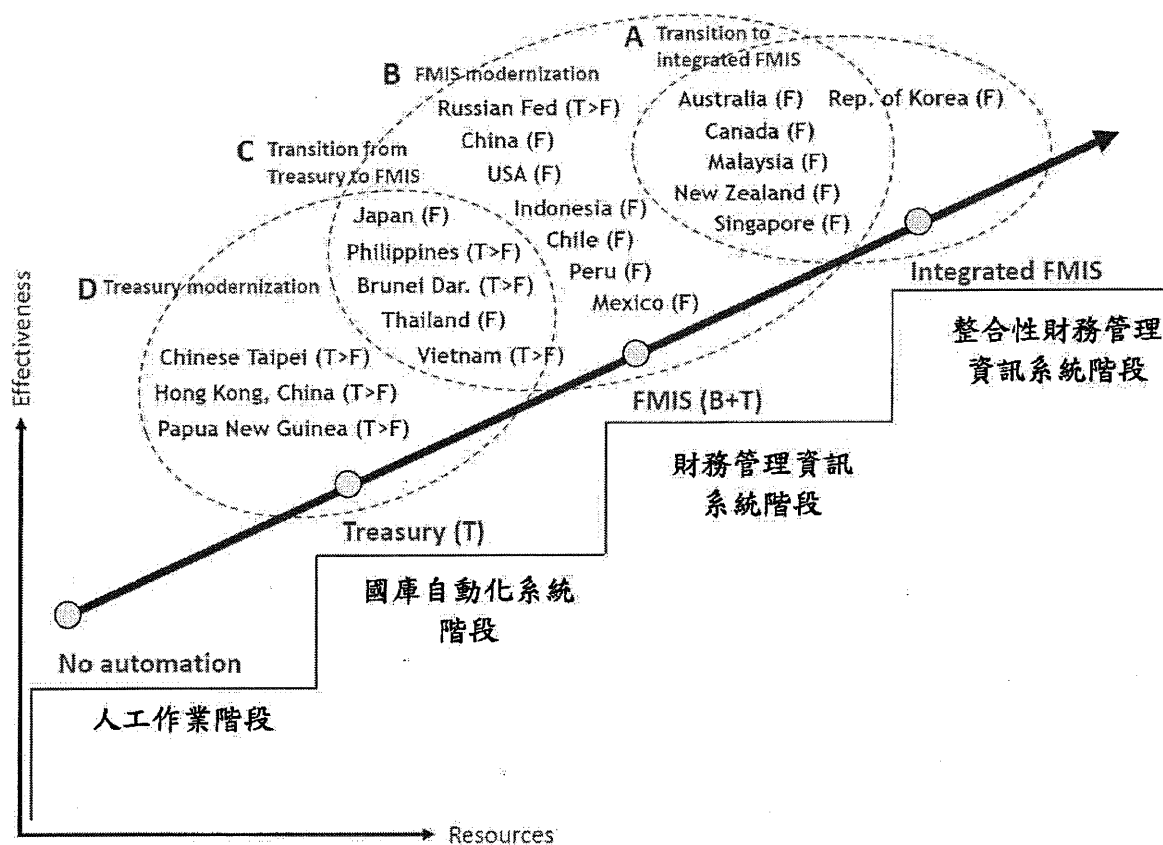 A Transition to
integrated FMIS
B FMIS modernization
Russian Fed (T>F)
China (F)
USA (F)
Indonesia (F)
Chile (F)
Peru (F)
Mexico (F)
Australia (F)
Canada (F)
Malaysia (F)
New Zealand (F)
Singapore (F)
Rep. of Korea (F)
C Transition from
Treasury to FMIS
Japan (F)
Philippines (T>F)
Brunei Dar. (T>F)
Thailand (F)
Vietnam (T>F)
D Treasury modernization
Chinese Taipei (T>F)
Hong Kong, China (T>F)
Papua New Guinea (T>F)
Integrated FMIS
整合性財務管理
資訊系統階段
FMIS (B+T)
財務管理資訊
系統階段
Treasury (T)
國庫自動化系統
階段
No automation
人工作業階段
Effectiveness
Resources